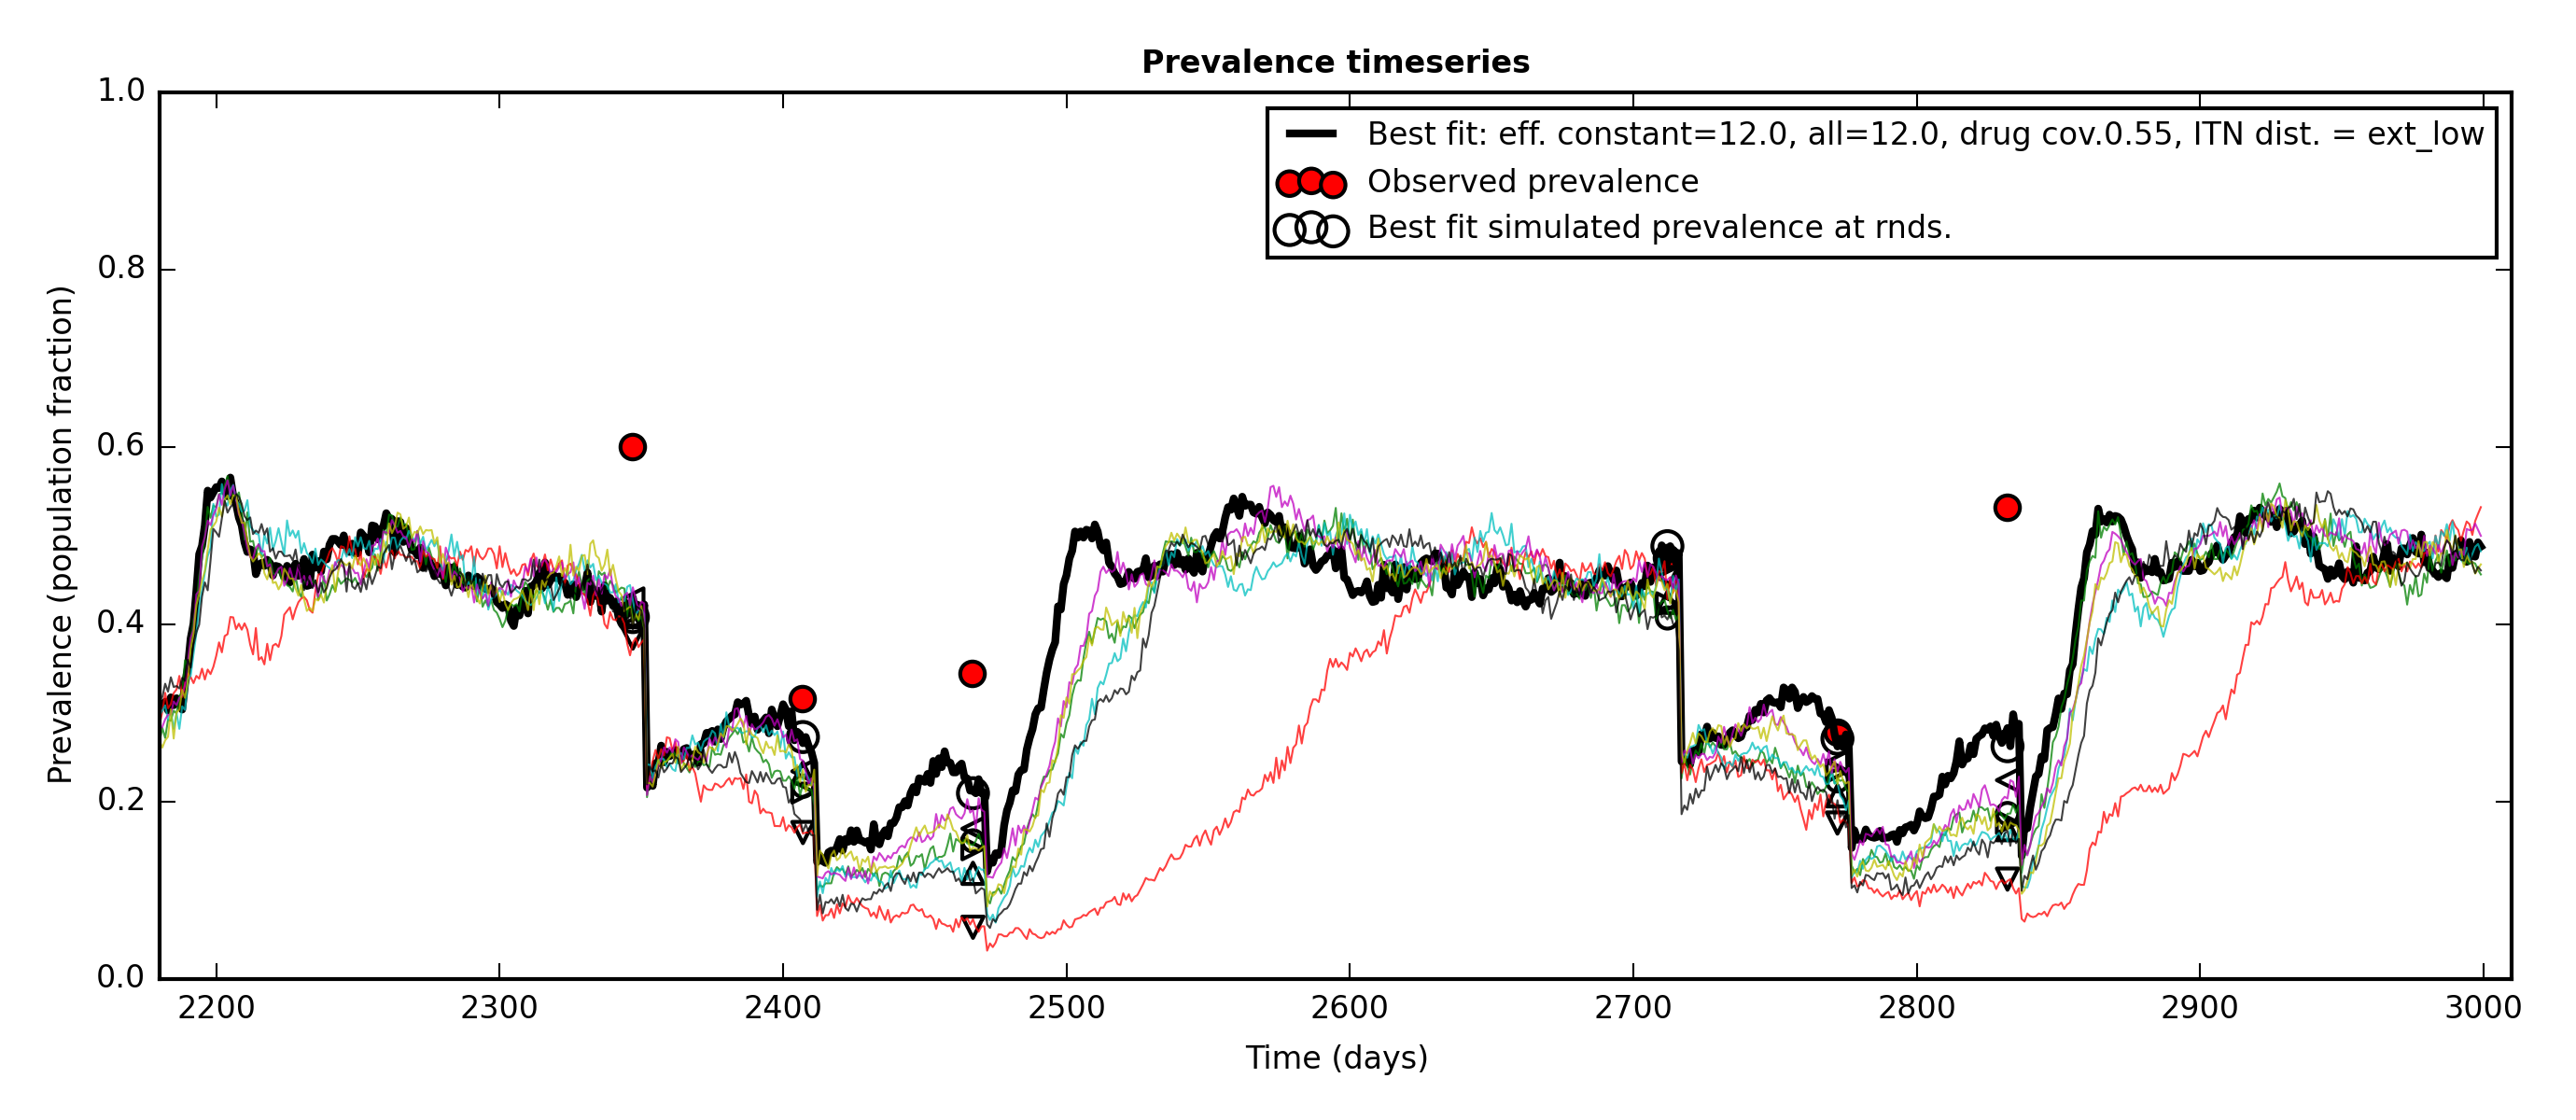 Prevalence timeseries
Best fit: eff. constant=12.0, all=12.0, drug cov.0.55, ITN dist. = ext_low
Observed prevalence
Best fit simulated prevalence at rnds.
Prevalence (population fraction)
1.0
0.8
0.6
0.4
0.2
0.0
2200 2300 2400 2500 2600 2700 2800 2900 3000
Time (days)